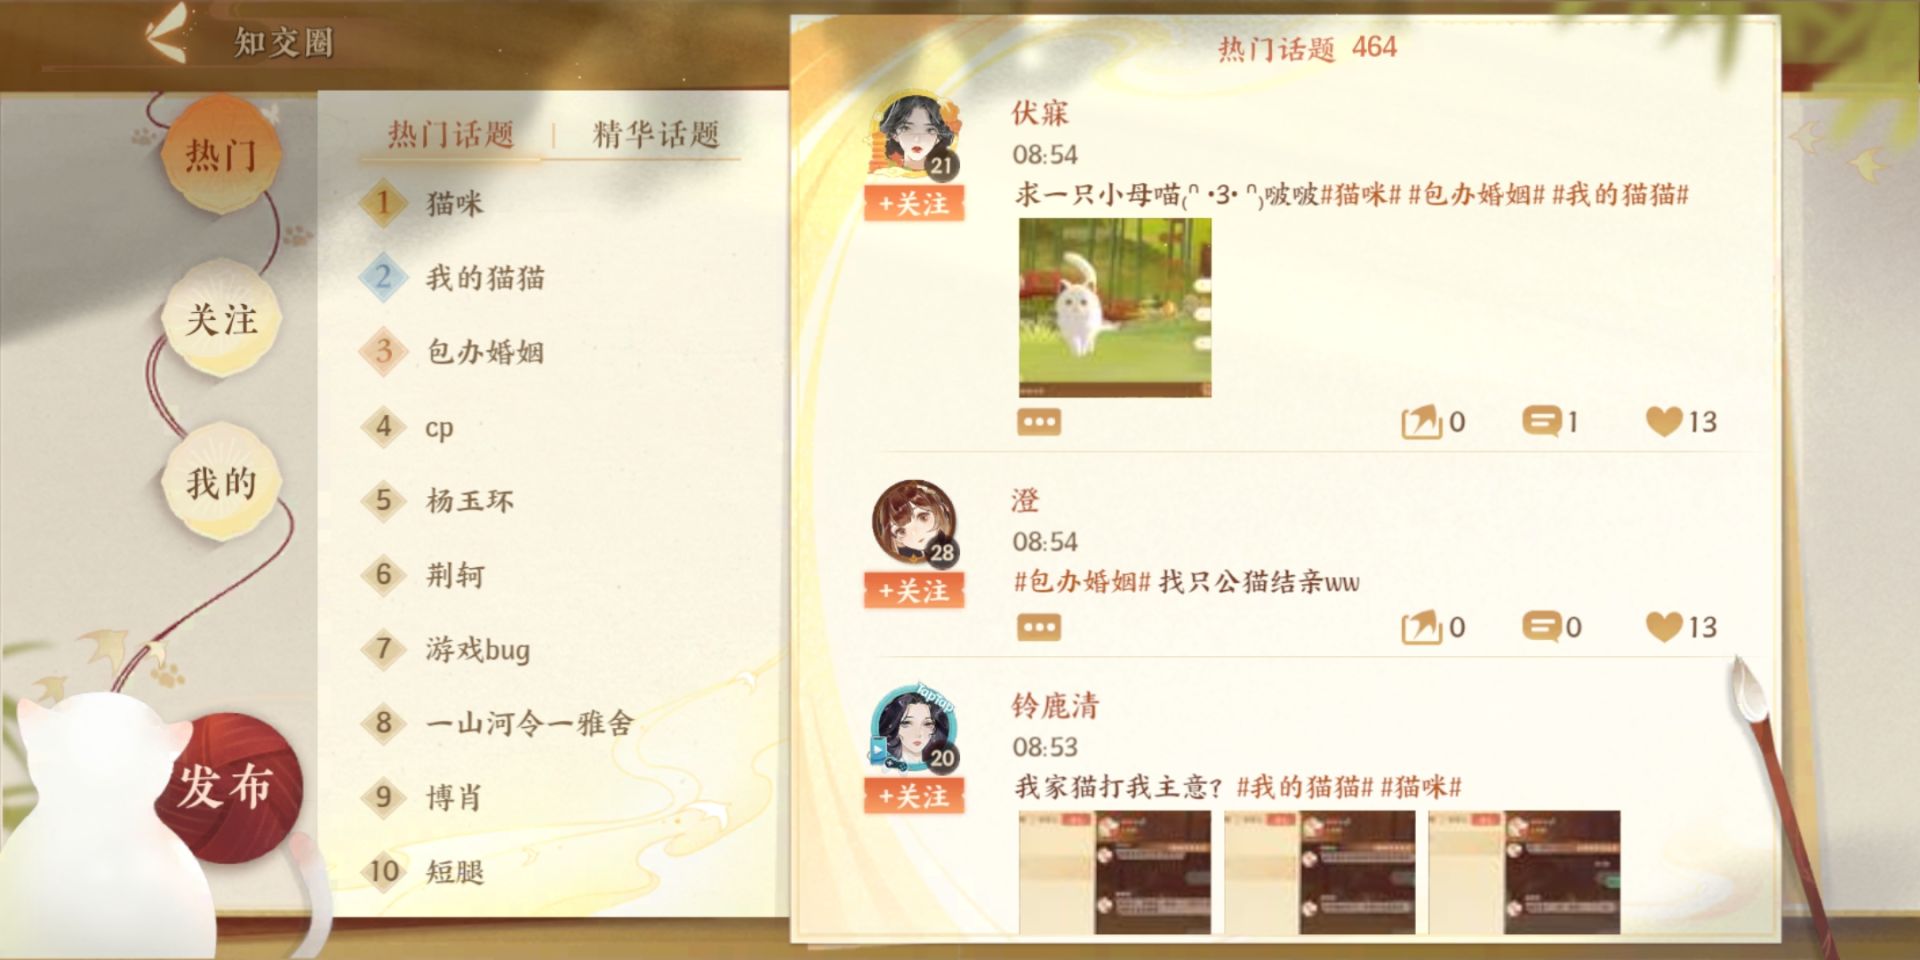 知交圈
热门
关注
我的
发布
热门话题
精华话题
1 猫咪
2 我的猫猫
3 包办婚姻
4 cp
5 杨玉环
6 荆轲
7 游戏bug
8 一山河令一雅舍
9 博肖
10 短腿
热门话题 464
伏寐
21
08:54
+关注
求一只小母喵(ᐢ •3• ᐢ)啵啵#猫咪# #包办婚姻# #我的猫猫#
0 1 13
澄
28
08:54
+关注
#包办婚姻# 找只公猫结亲ww
0 0 13
铃鹿清
TapTap
20
08:53
+关注
我家猫打我主意？ #我的猫猫# #猫咪#